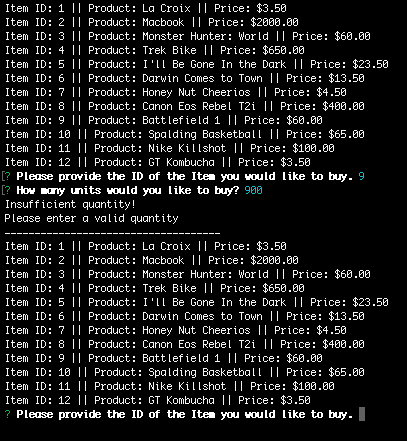 Item ID: 1 || Product: La Croix || Price: $3.50
Item ID: 2 || Product: Macbook || Price: $2000.00
Item ID: 3 || Product: Monster Hunter: World || Price: $60.00
Item ID: 4 || Product: Trek Bike || Price: $650.00
Item ID: 5 || Product: I'll Be Gone In the Dark || Price: $23.50
Item ID: 6 || Product: Darwin Comes to Town || Price: $13.50
Item ID: 7 || Product: Honey Nut Cheerios || Price: $4.50
Item ID: 8 || Product: Canon Eos Rebel T2i || Price: $400.00
Item ID: 9 || Product: Battlefield 1 || Price: $60.00
Item ID: 10 || Product: Spalding Basketball || Price: $65.00
Item ID: 11 || Product: Nike Killshot || Price: $100.00
Item ID: 12 || Product: GT Kombucha || Price: $3.50
[? Please provide the ID of the Item you would like to buy. 9
[? How many units would you like to buy? 900
Insufficient quantity!
Please enter a valid quantity
------------------------------------
Item ID: 1 || Product: La Croix || Price: $3.50
Item ID: 2 || Product: Macbook || Price: $2000.00
Item ID: 3 || Product: Monster Hunter: World || Price: $60.00
Item ID: 4 || Product: Trek Bike || Price: $650.00
Item ID: 5 || Product: I'll Be Gone In the Dark || Price: $23.50
Item ID: 6 || Product: Darwin Comes to Town || Price: $13.50
Item ID: 7 || Product: Honey Nut Cheerios || Price: $4.50
Item ID: 8 || Product: Canon Eos Rebel T2i || Price: $400.00
Item ID: 9 || Product: Battlefield 1 || Price: $60.00
Item ID: 10 || Product: Spalding Basketball || Price: $65.00
Item ID: 11 || Product: Nike Killshot || Price: $100.00
Item ID: 12 || Product: GT Kombucha || Price: $3.50
? Please provide the ID of the Item you would like to buy.